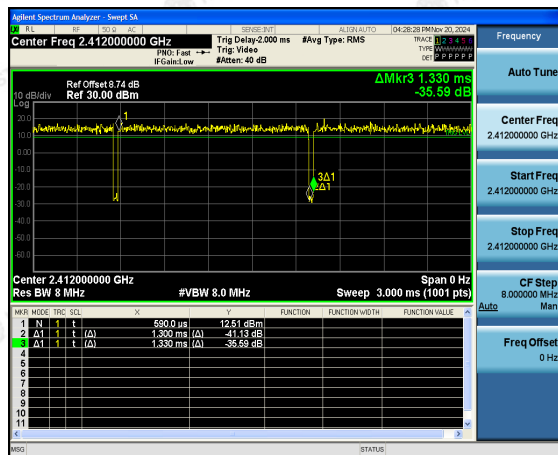 Agilent Spectrum Analyzer - Swept SA
RL RF 50 Ω AC SENSE:INT ALIGN AUTO 04:28:28 PM Nov 20, 2024
Center Freq 2.412000000 GHz Trig Delay-2.000 ms #Avg Type: RMS TRACE 1 2 3 4 5 6
PNO: Fast Trig: Video TYPE
IFGain:Low #Atten: 40 dB DET P P P P P P
Frequency
Auto Tune
Ref Offset 8.74 dB ΔMkr3 1.330 ms
10 dB/div Ref 30.00 dBm -35.59 dB
Log
20.0
10.0
0.00
-10.0
-20.0
-30.0
-40.0
-50.0
-60.0
1
3Δ1
2Δ1
Center Freq
2.412000000 GHz
Start Freq
2.412000000 GHz
Stop Freq
2.412000000 GHz
CF Step
8.000000 MHz
Auto Man
Freq Offset
0 Hz
Center 2.412000000 GHz Span 0 Hz
Res BW 8 MHz #VBW 8.0 MHz Sweep 3.000 ms (1001 pts)
MKR MODE TRC SCL X Y FUNCTION FUNCTION WIDTH FUNCTION VALUE
1 N 1 t 590.0 us 12.51 dBm
2 Δ1 1 t (Δ) 1.300 ms (Δ) -41.13 dB
3 Δ1 1 t (Δ) 1.330 ms (Δ) -35.59 dB
4
5
6
7
8
9
10
11
MSG STATUS